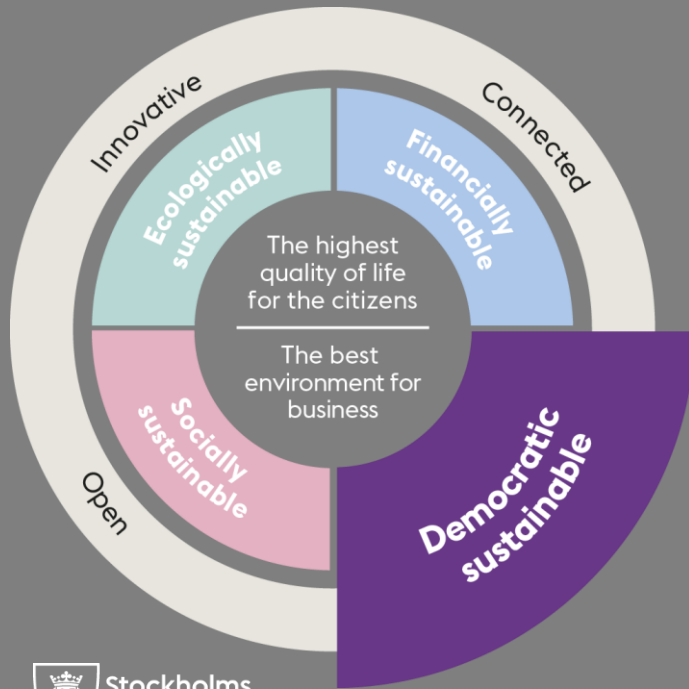 Innovative
Connected
Ecologically
sustainable
Financially
sustainable
The highest
quality of life
for the citizens
The best
environment for
business
Socially
sustainable
Democratic
sustainable
Open
Stockholms